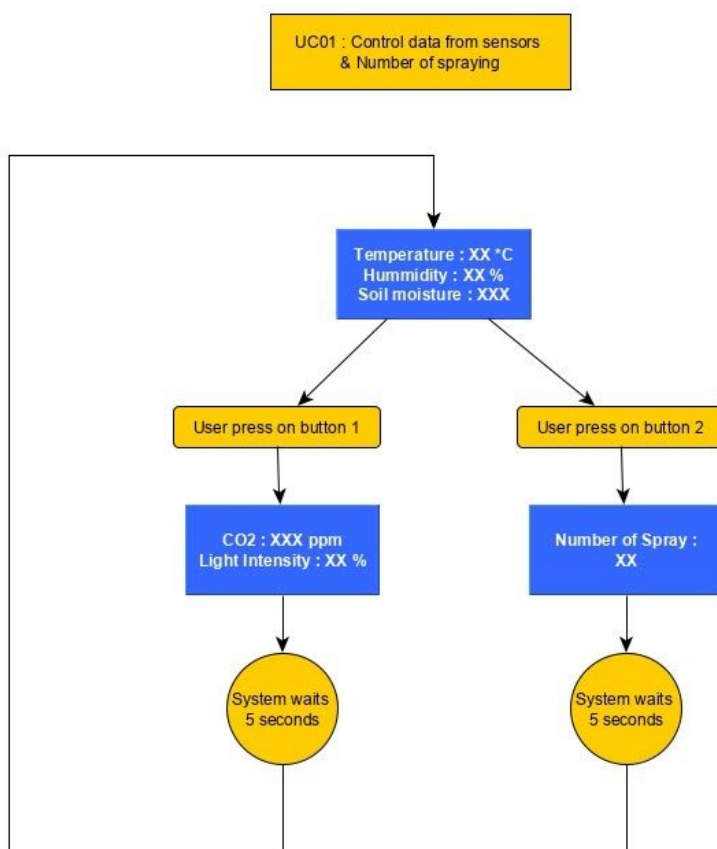 UC01 : Control data from sensors
& Number of spraying
Temperature : XX *C
Hummidity : XX %
Soil moisture : XXX
User press on button 1
User press on button 2
CO2 : XXX ppm
Light Intensity : XX %
Number of Spray :
XX
System waits
5 seconds
System waits
5 seconds